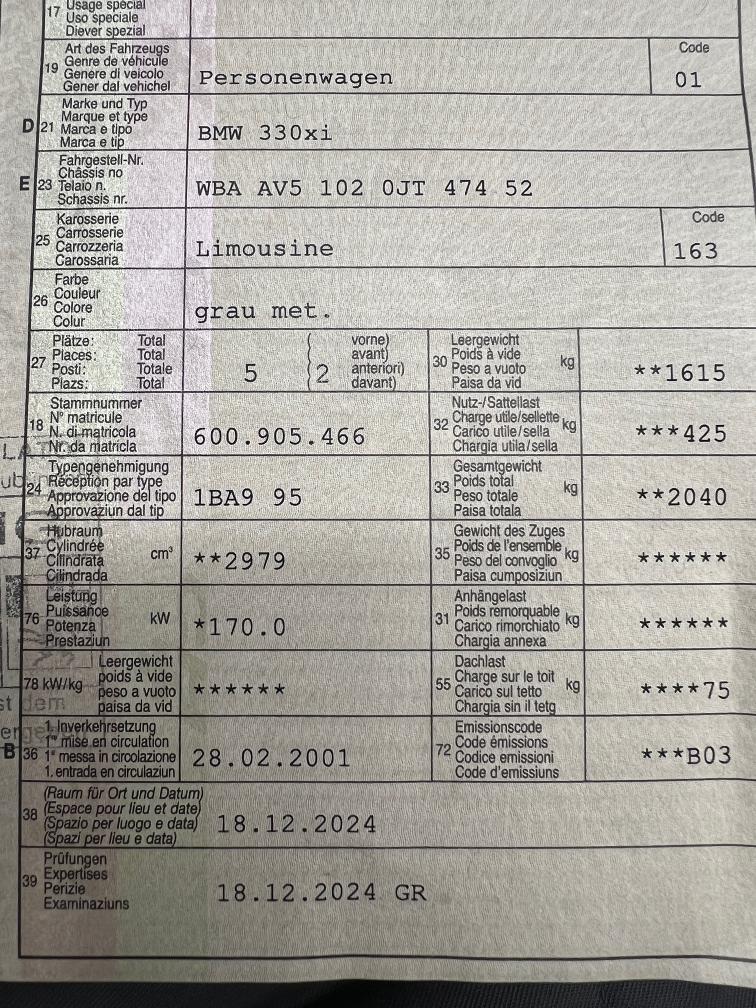 17 Usage spécial
Uso speciale
Diever spezial
19 Art des Fahrzeugs
Genre de véhicule
Genere di veicolo
Gener dal vehichel
Personenwagen
Code
01
D 21 Marke und Typ
Marque et type
Marca e tipo
Marca e tip
BMW 330xi
E 23 Fahrgestell-Nr.
Châssis no
Telaio n.
Schassis nr.
WBA AV5 102 0JT 474 52
25 Karosserie
Carrosserie
Carrozzeria
Carossaria
Limousine
Code
163
26 Farbe
Couleur
Colore
Colur
grau met.
27 Plätze: Total
Places: Total
Posti: Totale
Plazs: Total
5 ( 2 vorne)
avant)
anteriori)
davant)
30 Leergewicht
Poids à vide
Peso a vuoto
Paisa da vid
kg
**1615
18 Stammnummer
N° matricule
N. di matricola
Nr. da matricla
600.905.466
32 Nutz-/Sattellast
Charge utile/sellette
Carico utile/sella
Chargia utila/sella
kg
***425
24 Typengenehmigung
Réception par type
Approvazione del tipo
Approvaziun dal tip
1BA9 95
33 Gesamtgewicht
Poids total
Peso totale
Paisa totala
kg
**2040
37 Hubraum
Cylindrée
Cilindrata
Cilindrada
cm³
**2979
35 Gewicht des Zuges
Poids de l'ensemble
Peso del convoglio
Paisa cumposiziun
kg
******
76 Leistung
Puissance
Potenza
Prestaziun
kW
*170.0
31 Anhängelast
Poids remorquable
Carico rimorchiato
Chargia annexa
kg
******
78 kW/kg Leergewicht
poids à vide
peso a vuoto
paisa da vid
******
55 Dachlast
Charge sur le toit
Carico sul tetto
Chargia sin il tetg
kg
****75
B 36 1. Inverkehrsetzung
1re mise en circulation
1a messa in circolazione
1. entrada en circulaziun
28.02.2001
72 Emissionscode
Code émissions
Codice emissioni
Code d'emissiuns
***B03
38 (Raum für Ort und Datum)
(Espace pour lieu et date)
(Spazio per luogo e data)
(Spazi per lieu e data)
18.12.2024
39 Prüfungen
Expertises
Perizie
Examinaziuns
18.12.2024 GR